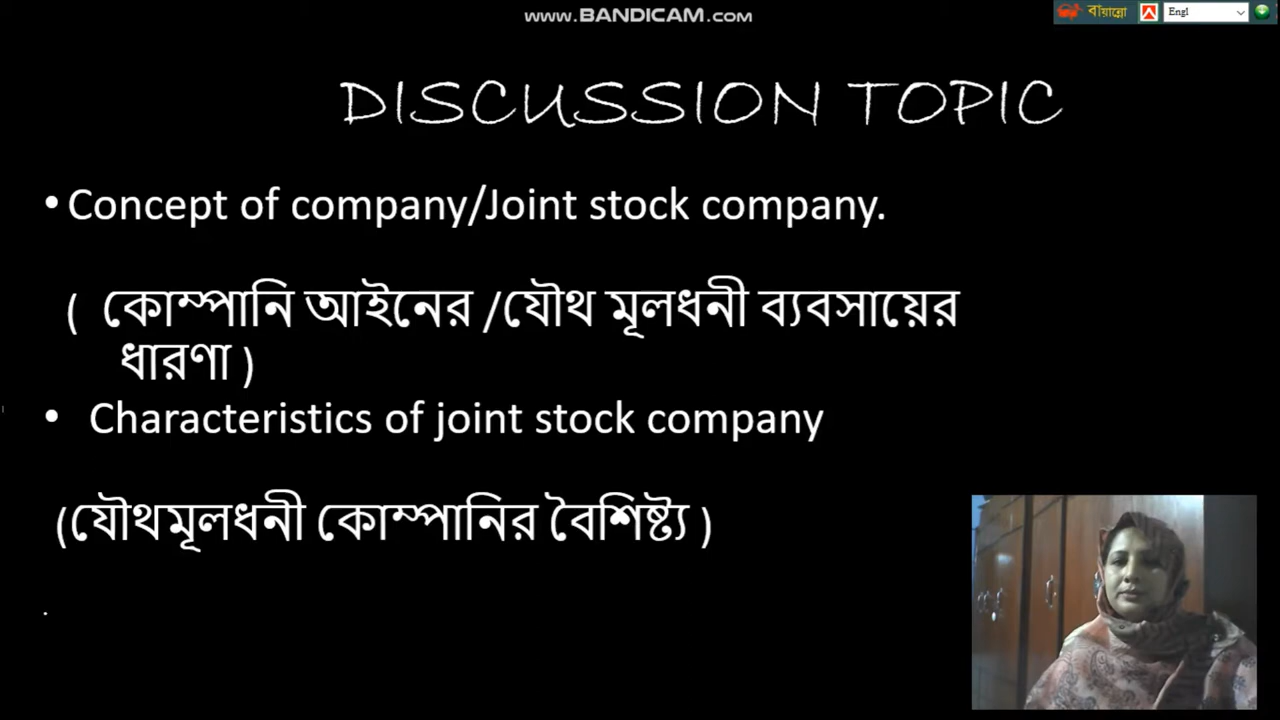 www.BANDICAM.com
বায়ান্নো
Engl
DISCUSSION TOPIC
• Concept of company/Joint stock company.
( কোম্পানি আইনের /যৌথ মূলধনী ব্যবসায়ের
ধারণা )
• Characteristics of joint stock company
(যৌথমূলধনী কোম্পানির বৈশিষ্ট্য )
.